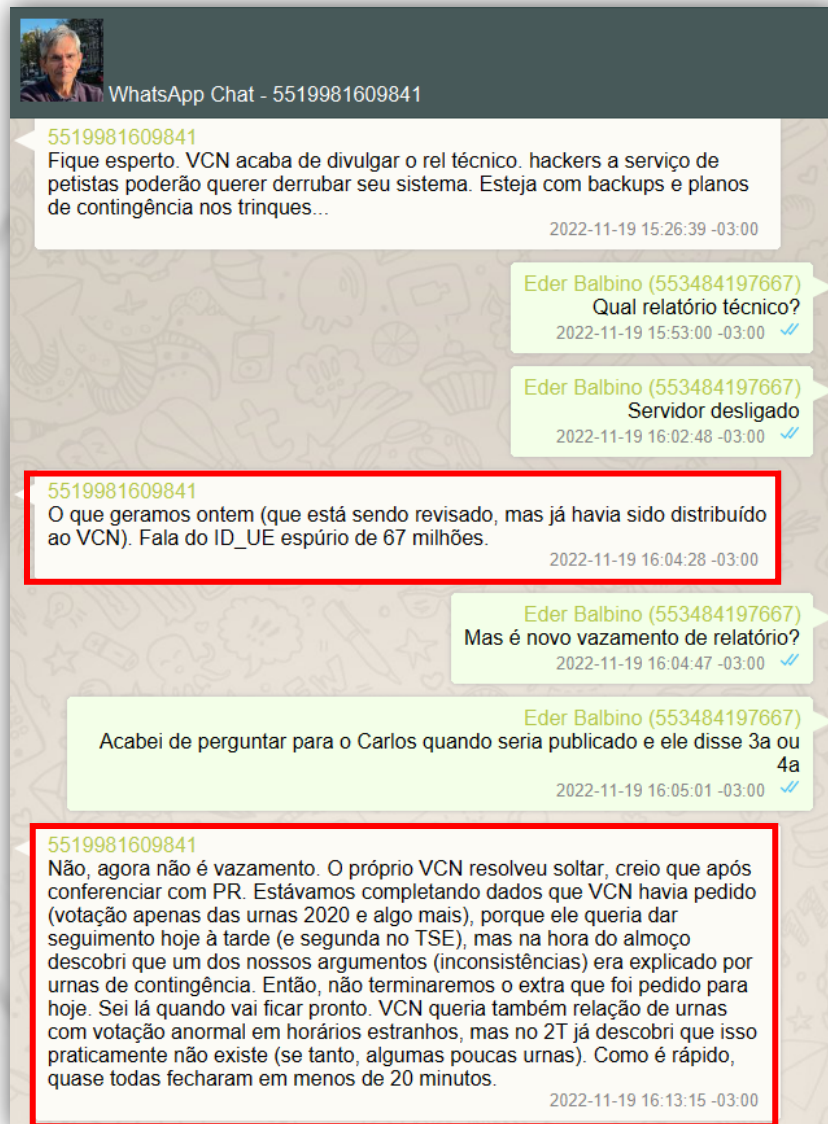 WhatsApp Chat - 5519981609841
5519981609841
Fique esperto. VCN acaba de divulgar o rel técnico. hackers a serviço de
petistas poderão querer derrubar seu sistema. Esteja com backups e planos
de contingência nos trinques...
2022-11-19 15:26:39 -03:00
Eder Balbino (553484197667)
Qual relatório técnico?
2022-11-19 15:53:00 -03:00
Eder Balbino (553484197667)
Servidor desligado
2022-11-19 16:02:48 -03:00
5519981609841
O que geramos ontem (que está sendo revisado, mas já havia sido distribuído
ao VCN). Fala do ID_UE espúrio de 67 milhões.
2022-11-19 16:04:28 -03:00
Eder Balbino (553484197667)
Mas é novo vazamento de relatório?
2022-11-19 16:04:47 -03:00
Eder Balbino (553484197667)
Acabei de perguntar para o Carlos quando seria publicado e ele disse 3a ou
4a
2022-11-19 16:05:01 -03:00
5519981609841
Não, agora não é vazamento. O próprio VCN resolveu soltar, creio que após
conferenciar com PR. Estávamos completando dados que VCN havia pedido
(votação apenas das urnas 2020 e algo mais), porque ele queria dar
seguimento hoje à tarde (e segunda no TSE), mas na hora do almoço
descobri que um dos nossos argumentos (inconsistências) era explicado por
urnas de contingência. Então, não terminaremos o extra que foi pedido para
hoje. Sei lá quando vai ficar pronto. VCN queria também relação de urnas
com votação anormal em horários estranhos, mas no 2T já descobri que isso
praticamente não existe (se tanto, algumas poucas urnas). Como é rápido,
quase todas fecharam em menos de 20 minutos.
2022-11-19 16:13:15 -03:00